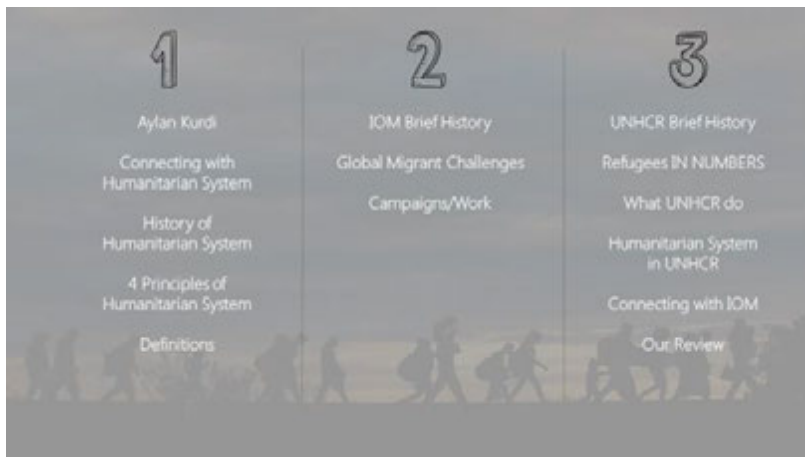 1
Aylan Kurdi
Connecting with
Humanitarian System
History of
Humanitarian System
4 Principles of
Humanitarian System
Definitions
2
IOM Brief History
Global Migrant Challenges
Campaigns/Work
3
UNHCR Brief History
Refugees IN NUMBERS
What UNHCR do
Humanitarian System
in UNHCR
Connecting with IOM
Our Review